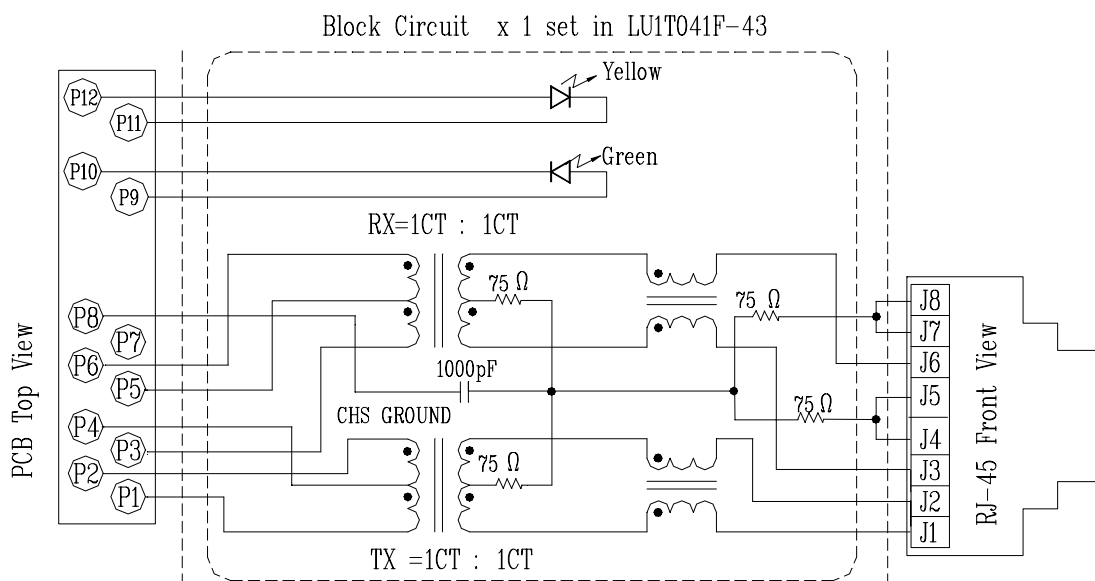 Block Circuit x 1 set in LU1T041F-43
Yellow
P12
P11
Green
P10
P9
RX=1CT : 1CT
75 Ω
75 Ω
P8
P7
P6
P5
1000pF
CHS GROUND
75 Ω
P4
P3
P2
P1
75 Ω
TX =1CT : 1CT
PCB Top View
J8
J7
J6
J5
J4
J3
J2
J1
RJ-45 Front View